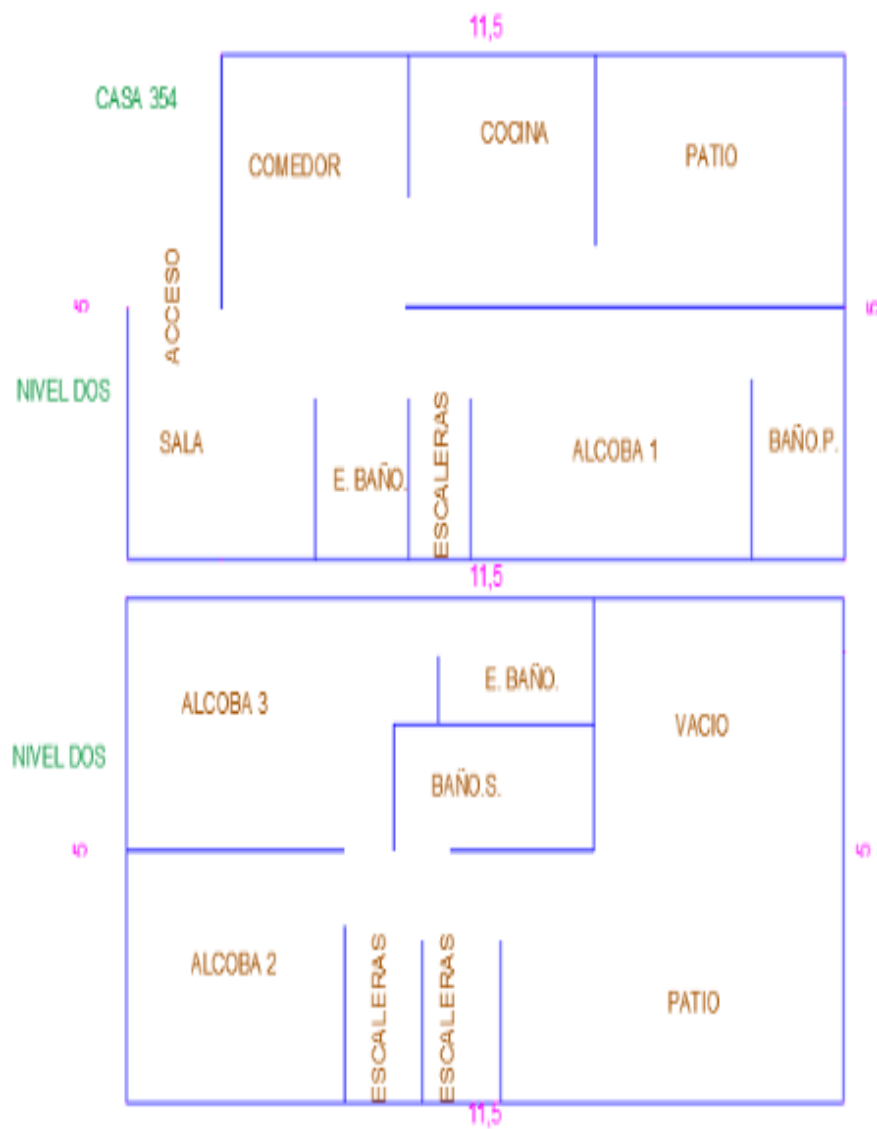 11,5
CASA 354
COMEDOR
COCINA
PATIO
ACCESO
5
5
NIVEL DOS
SALA
E. BAÑO.
ESCALERAS
ALCOBA 1
BAÑO.P.
11,5
ALCOBA 3
E. BAÑO.
VACIO
NIVEL DOS
BAÑO.S.
5
5
ALCOBA 2
ESCALERAS
ESCALERAS
PATIO
11,5